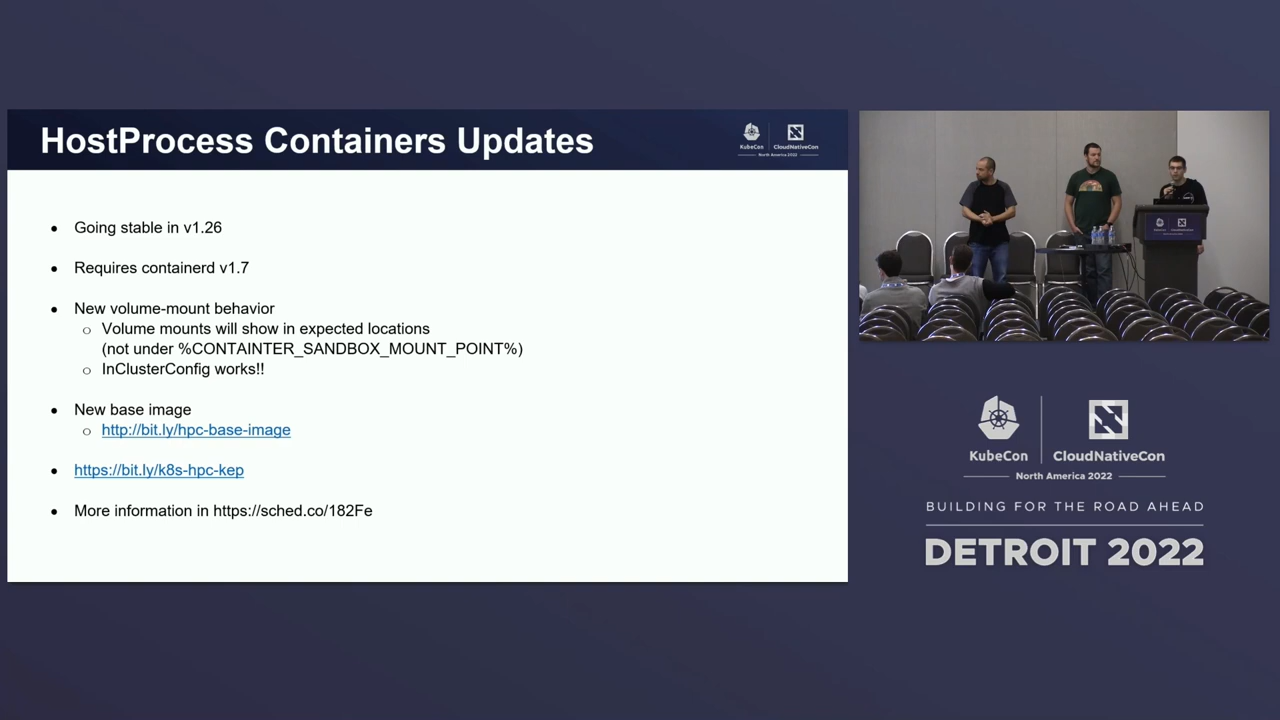 HostProcess Containers Updates
KubeCon
CloudNativeCon
North America 2022
Going stable in v1.26
Requires containerd v1.7
New volume-mount behavior
Volume mounts will show in expected locations
(not under %CONTAINTER_SANDBOX_MOUNT_POINT%)
InClusterConfig works!!
New base image
http://bit.ly/hpc-base-image
https://bit.ly/k8s-hpc-kep
More information in https://sched.co/182Fe
KubeCon
CloudNativeCon
North America 2022
BUILDING FOR THE ROAD AHEAD
DETROIT 2022